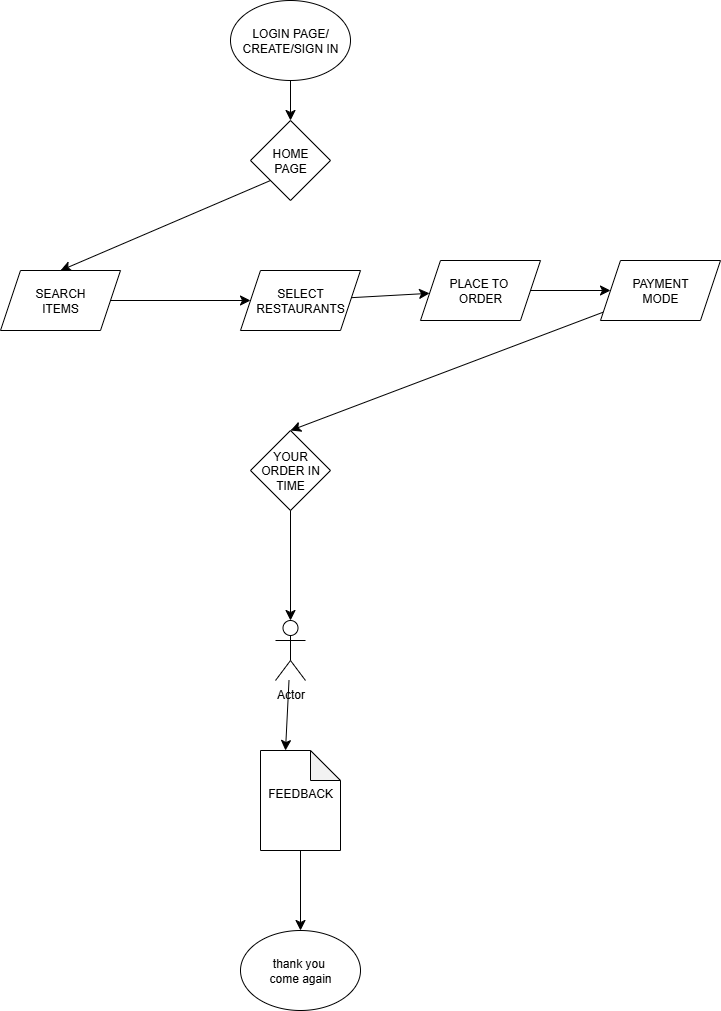 LOGIN PAGE/
CREATE/SIGN IN
HOME
PAGE
SEARCH
ITEMS
SELECT
RESTAURANTS
PLACE TO
ORDER
PAYMENT
MODE
YOUR
ORDER IN
TIME
Actor
FEEDBACK
thank you
come again